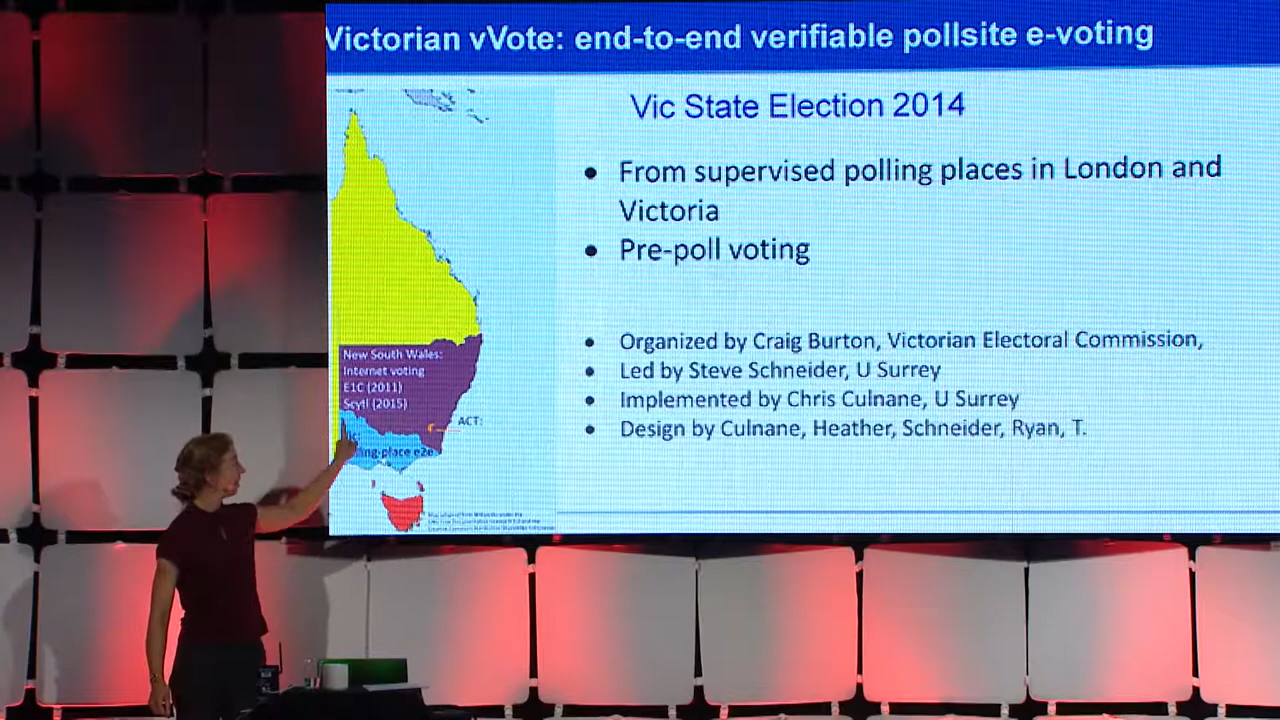 Victorian vVote: end-to-end verifiable pollsite e-voting
Vic State Election 2014
● From supervised polling places in London and
Victoria
● Pre-poll voting
● Organized by Craig Burton, Victorian Electoral Commission,
● Led by Steve Schneider, U Surrey
● Implemented by Chris Culnane, U Surrey
● Design by Culnane, Heather, Schneider, Ryan, T.
New South Wales:
Internet voting
E1C (2011)
Scytl (2015)
ACT:
place e2e